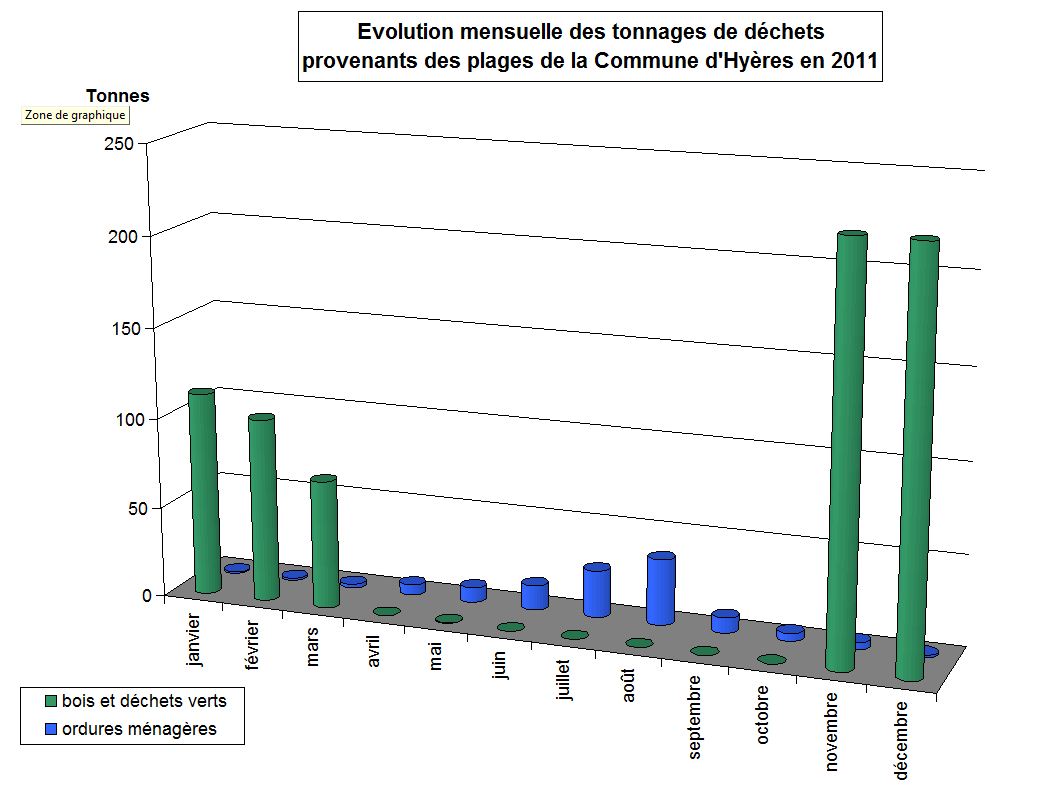 Evolution mensuelle des tonnages de déchets
provenants des plages de la Commune d'Hyères en 2011
Tonnes
Zone de graphique
250
200
150
100
50
0
janvier
février
mars
avril
mai
juin
juillet
août
septembre
octobre
novembre
décembre
bois et déchets verts
ordures ménagères